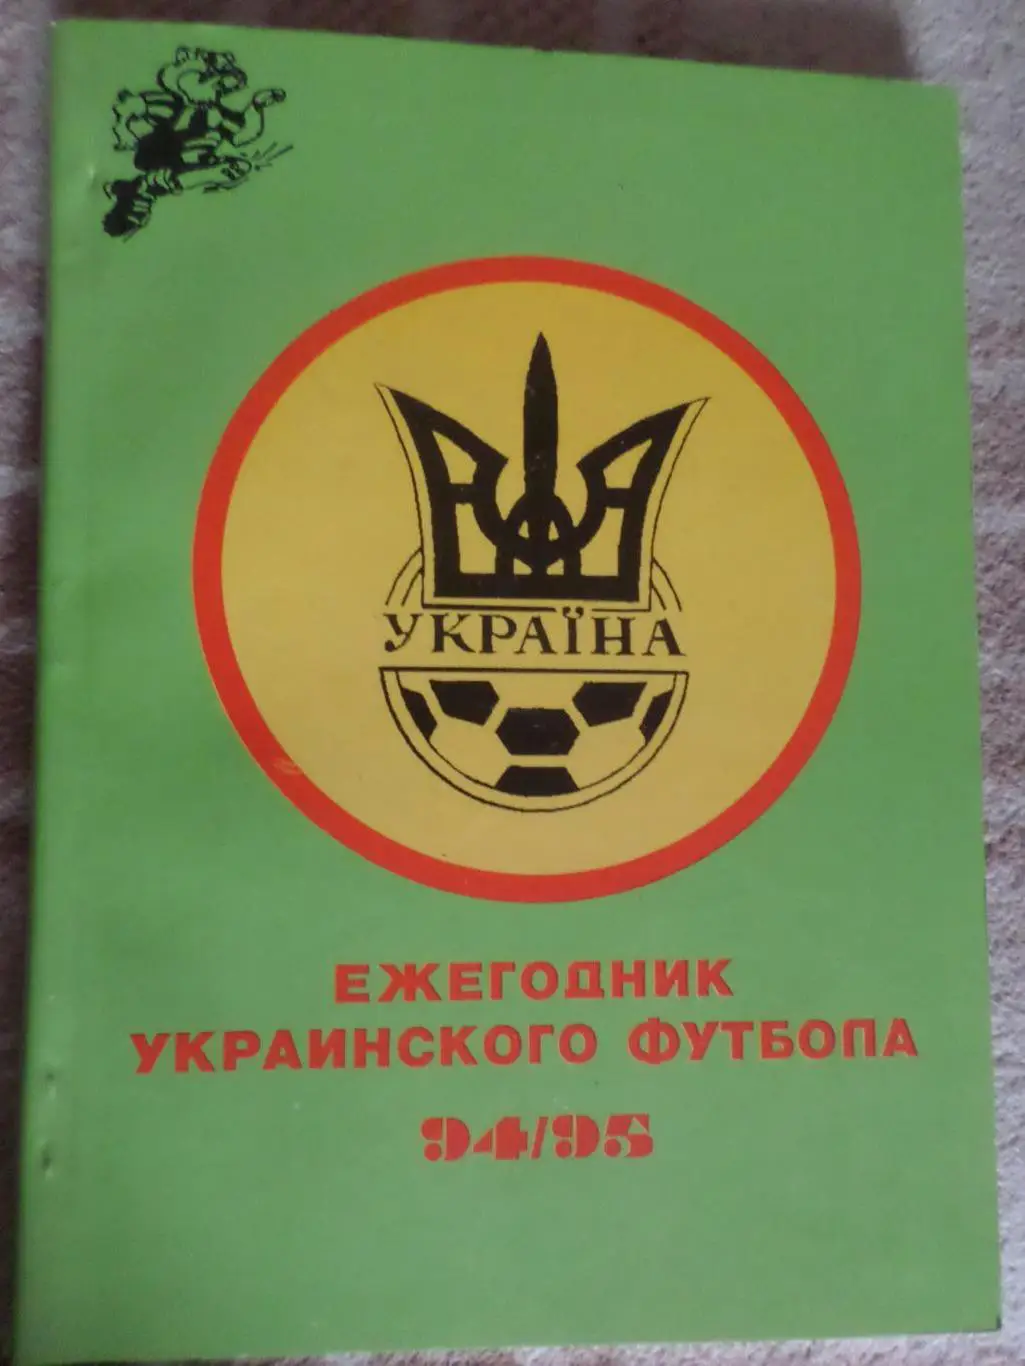 УКРАЇНА
ЕЖЕГОДНИК
УКРАИНСКОГО ФУТБОЛА
94/95